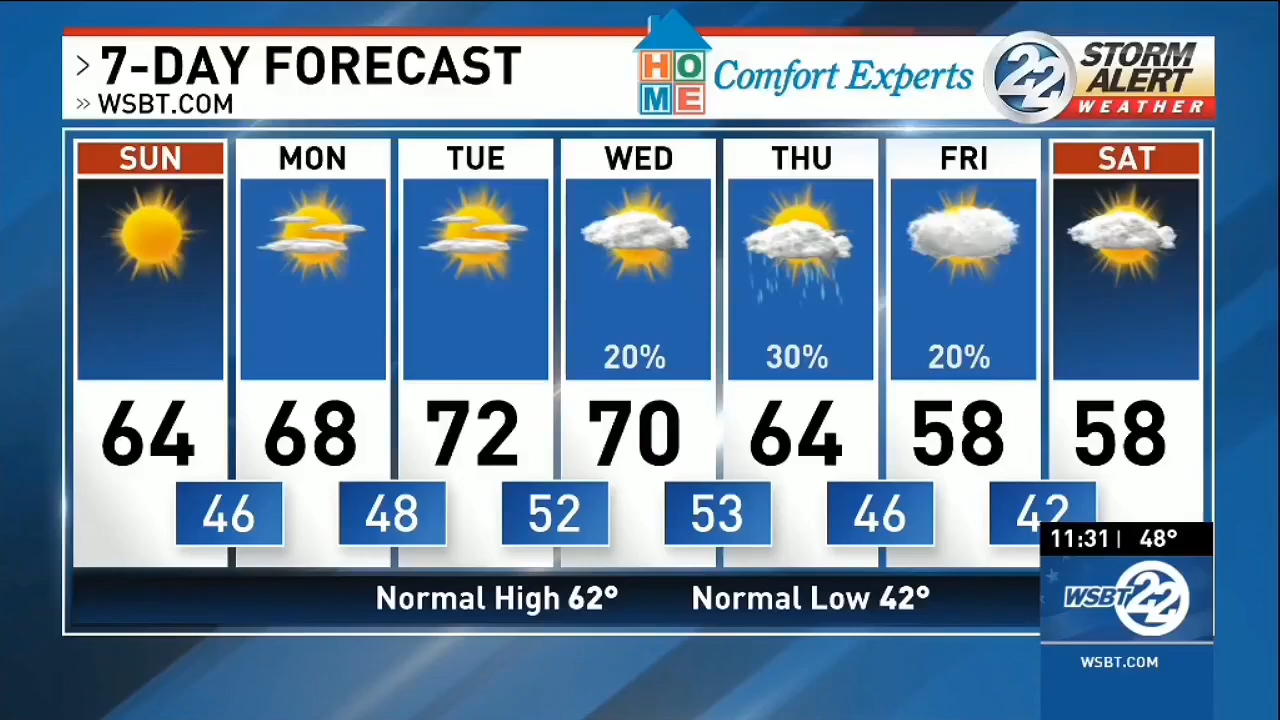 > 7-DAY FORECAST
» WSBT.COM
HOME
Comfort Experts
22
STORM
ALERT
WEATHER
SUN MON TUE WED THU FRI SAT
20% 30% 20%
64 68 72 70 64 58 58
46 48 52 53 46 42
11:31 | 48°
Normal High 62° Normal Low 42°
WSBT 22
WSBT.COM